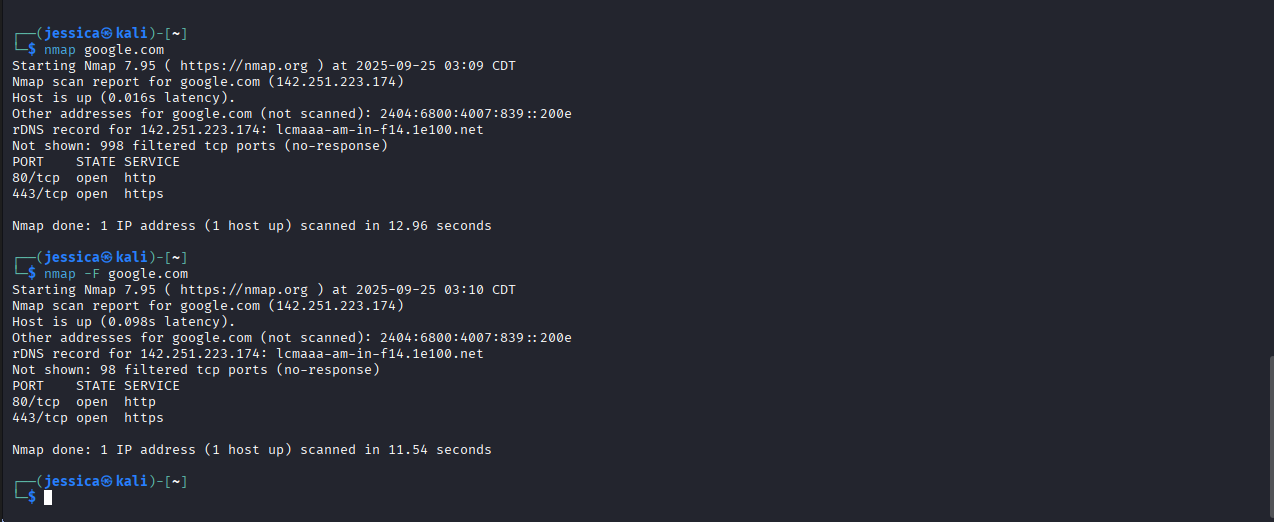 ┌──(jessica㉿kali)-[~]
└─$ nmap google.com
Starting Nmap 7.95 ( https://nmap.org ) at 2025-09-25 03:09 CDT
Nmap scan report for google.com (142.251.223.174)
Host is up (0.016s latency).
Other addresses for google.com (not scanned): 2404:6800:4007:839::200e
rDNS record for 142.251.223.174: lcmaaa-am-in-f14.1e100.net
Not shown: 998 filtered tcp ports (no-response)
PORT    STATE SERVICE
80/tcp  open  http
443/tcp open  https
Nmap done: 1 IP address (1 host up) scanned in 12.96 seconds
┌──(jessica㉿kali)-[~]
└─$ nmap -F google.com
Starting Nmap 7.95 ( https://nmap.org ) at 2025-09-25 03:10 CDT
Nmap scan report for google.com (142.251.223.174)
Host is up (0.098s latency).
Other addresses for google.com (not scanned): 2404:6800:4007:839::200e
rDNS record for 142.251.223.174: lcmaaa-am-in-f14.1e100.net
Not shown: 98 filtered tcp ports (no-response)
PORT    STATE SERVICE
80/tcp  open  http
443/tcp open  https
Nmap done: 1 IP address (1 host up) scanned in 11.54 seconds
┌──(jessica㉿kali)-[~]
└─$